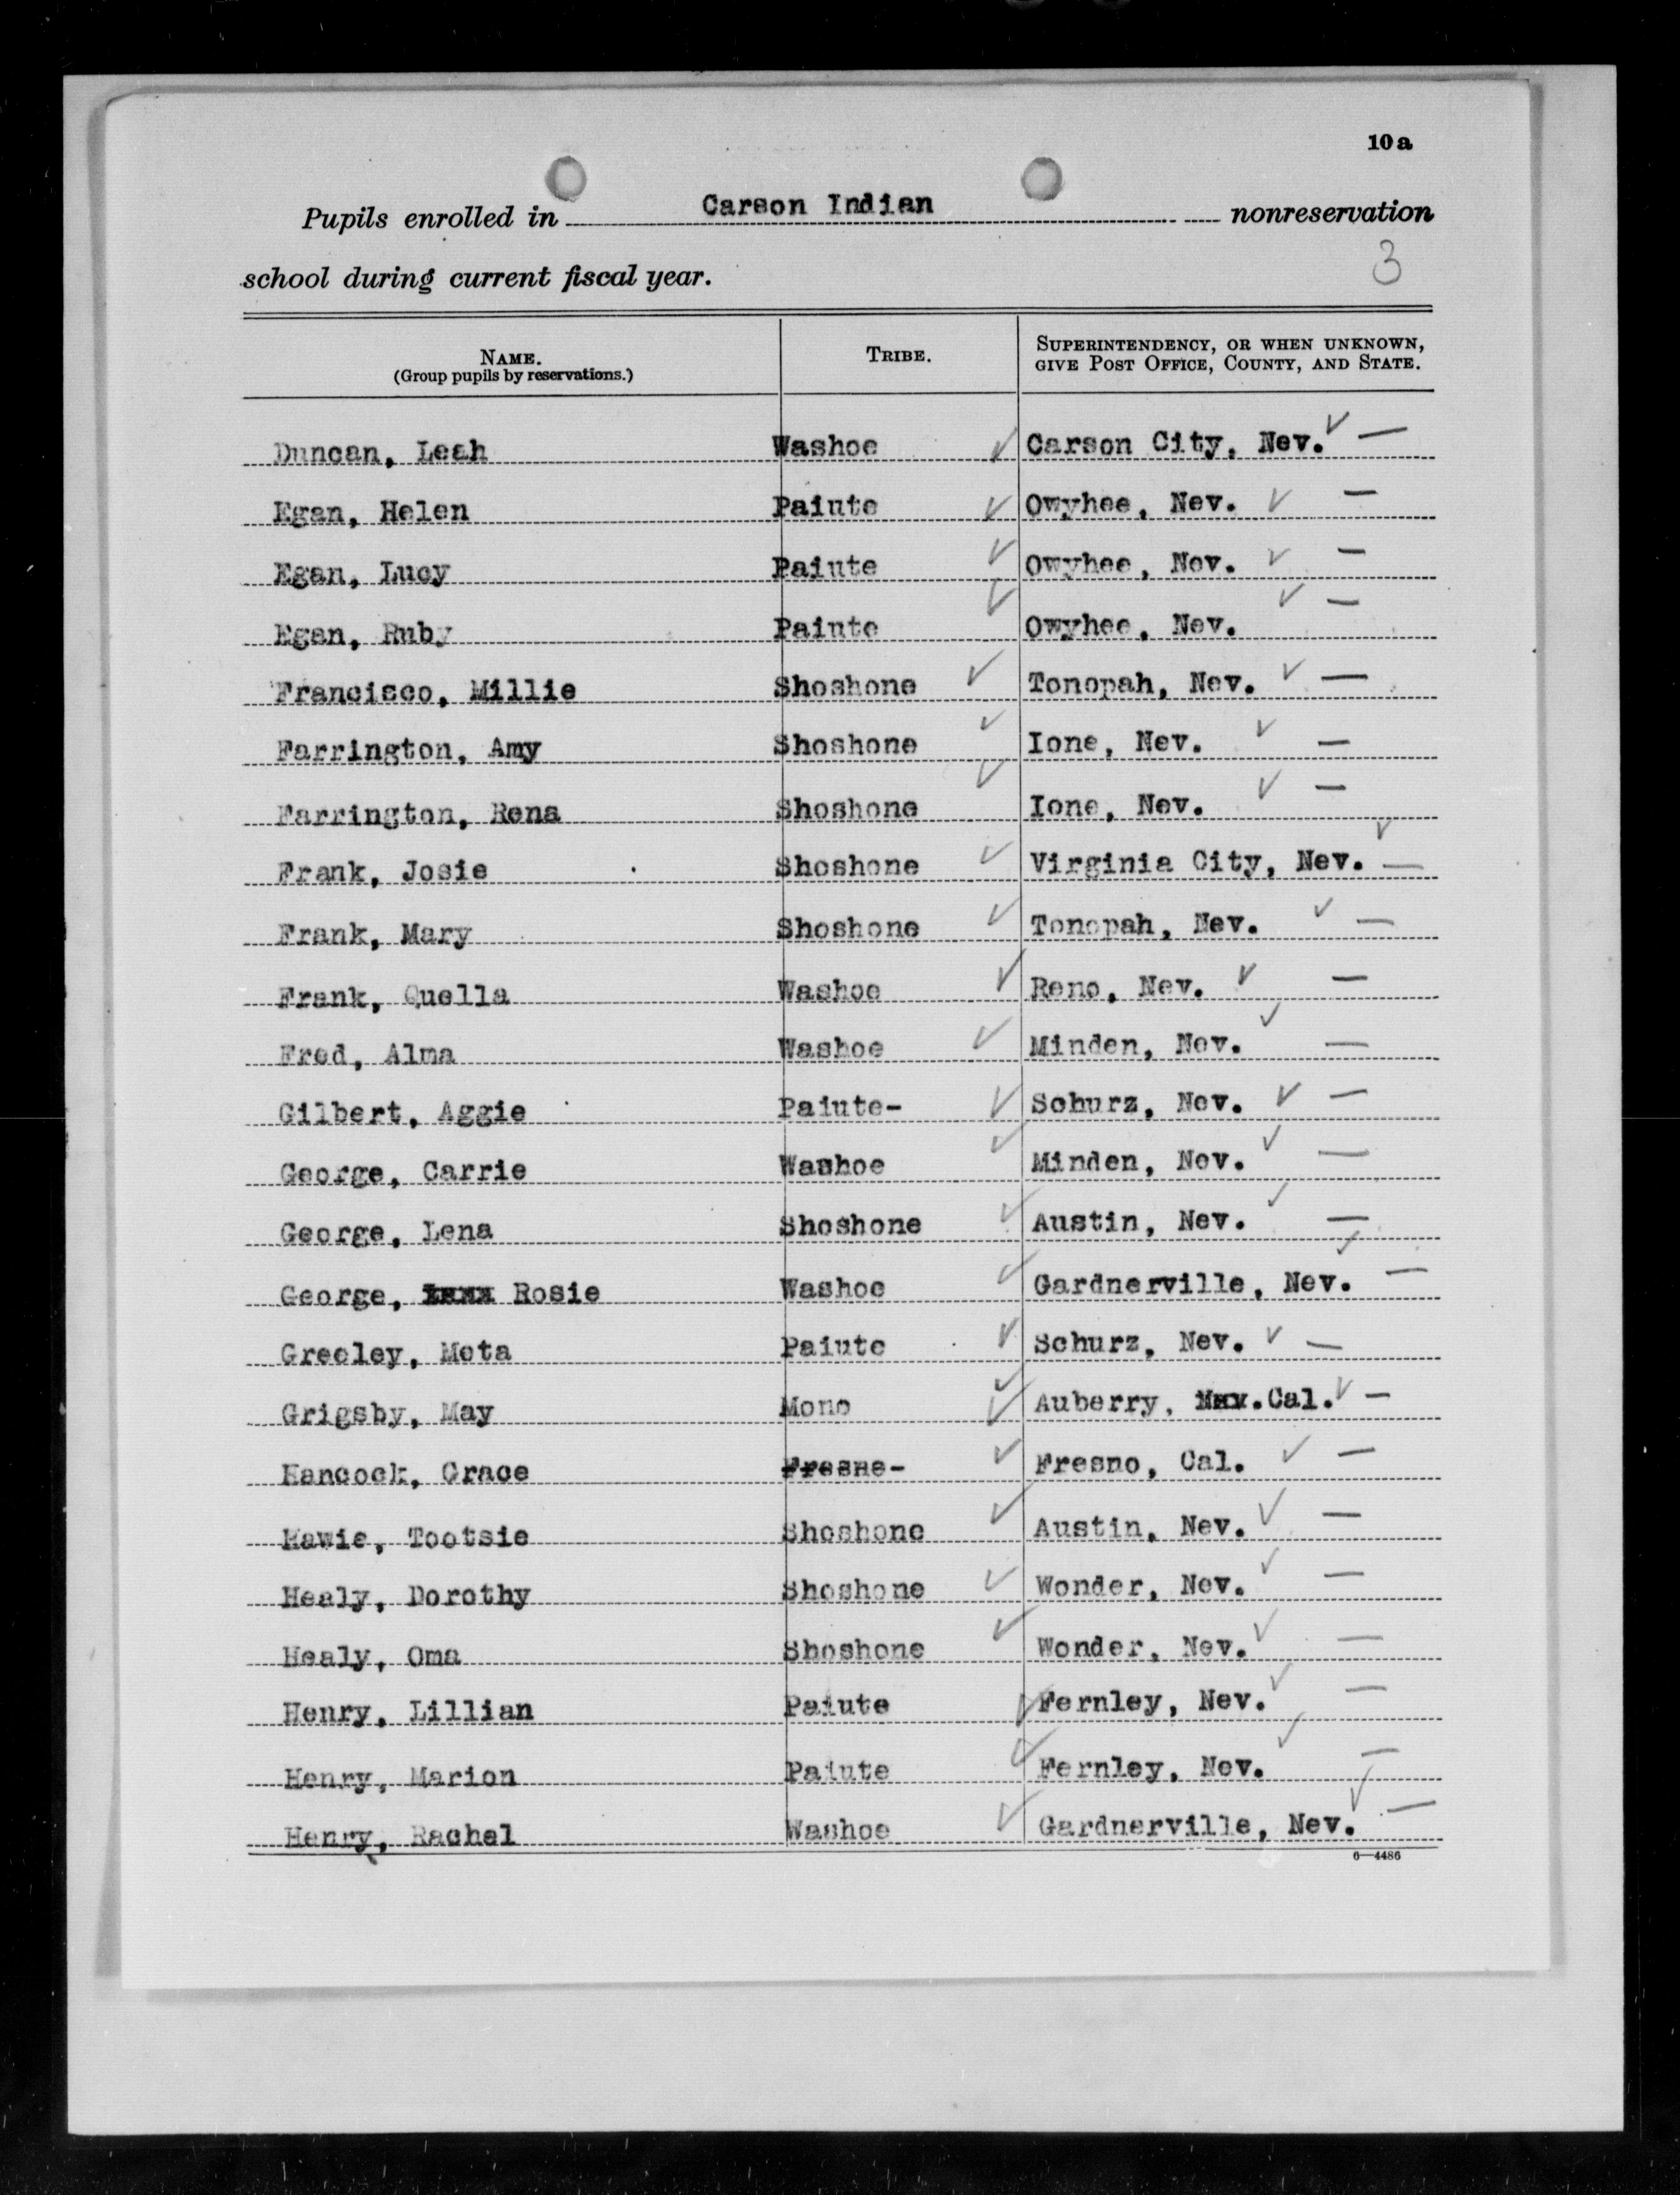 10a
Pupils enrolled in Carson Indian nonreservation
3
school during current fiscal year.
NAME.
(Group pupils by reservations.)
TRIBE.
SUPERINTENDENCY, OR WHEN UNKNOWN,
GIVE POST OFFICE, COUNTY, AND STATE.
Duncan, Leah Washoe ✓ Carson City, Nev. ✓ —
Egan, Helen Paiute ✓ Owyhee, Nev. ✓ —
Egan, Lucy Paiute ✓ Owyhee, Nev. ✓ —
Egan, Ruby Paiute ✓ Owyhee, Nev. ✓ —
Francisco, Millie Shoshone ✓ Tonopah, Nev. ✓ —
Farrington, Amy Shoshone ✓ Ione, Nev. ✓ —
Farrington, Rena Shoshone ✓ Ione, Nev. ✓ —
Frank, Josie Shoshone ✓ Virginia City, Nev. ✓ —
Frank, Mary Shoshone ✓ Tonopah, Nev. ✓ —
Frank, Quella Washoe ✓ Reno, Nev. ✓ —
Fred, Alma Washoe ✓ Minden, Nev. ✓ —
Gilbert, Aggie Paiute- ✓ Schurz, Nev. ✓ —
George, Carrie Washoe ✓ Minden, Nev. ✓ —
George, Lena Shoshone ✓ Austin, Nev. ✓ —
George, Rosie Washoe ✓ Gardnerville, Nev. ✓ —
Greeley, Meta Paiute ✓ Schurz, Nev. ✓ —
Grigsby, May Mono ✓ Auberry, Cal. ✓ —
Hancock, Grace Fresno- ✓ Fresno, Cal. ✓ —
Hawie, Tootsie Shoshone ✓ Austin, Nev. ✓ —
Healy, Dorothy Shoshone ✓ Wonder, Nev. ✓ —
Healy, Oma Shoshone ✓ Wonder, Nev. ✓ —
Henry, Lillian Paiute ✓ Fernley, Nev. ✓ —
Henry, Marion Paiute ✓ Fernley, Nev. ✓ —
Henry, Rachel Washoe ✓ Gardnerville, Nev. ✓ —
6—4486